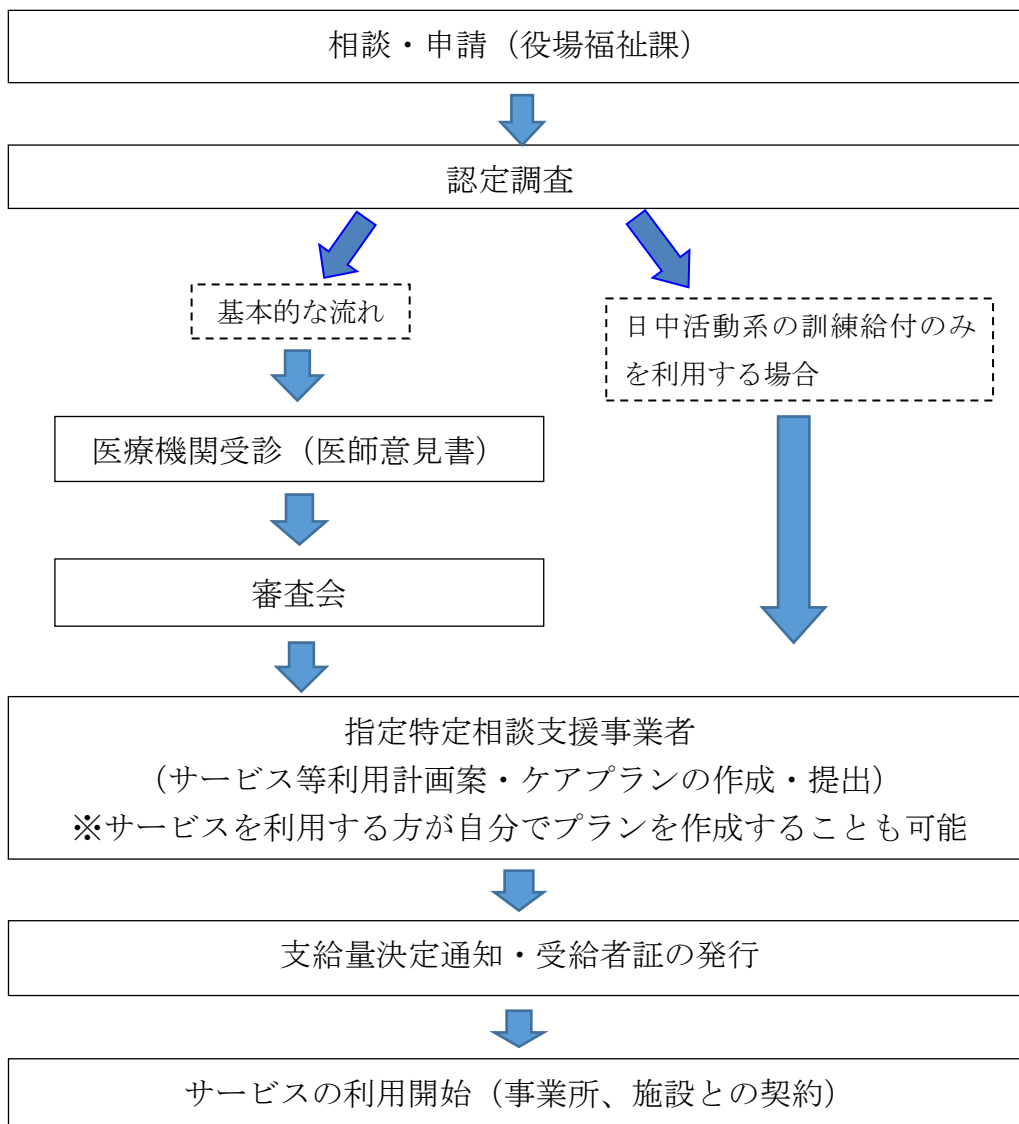 相談・申請（役場福祉課）
認定調査
基本的な流れ
日中活動系の訓練給付のみ
を利用する場合
医療機関受診（医師意見書）
審査会
指定特定相談支援事業者
（サービス等利用計画案・ケアプランの作成・提出）
※サービスを利用する方が自分でプランを作成することも可能
支給量決定通知・受給者証の発行
サービスの利用開始（事業所、施設との契約）